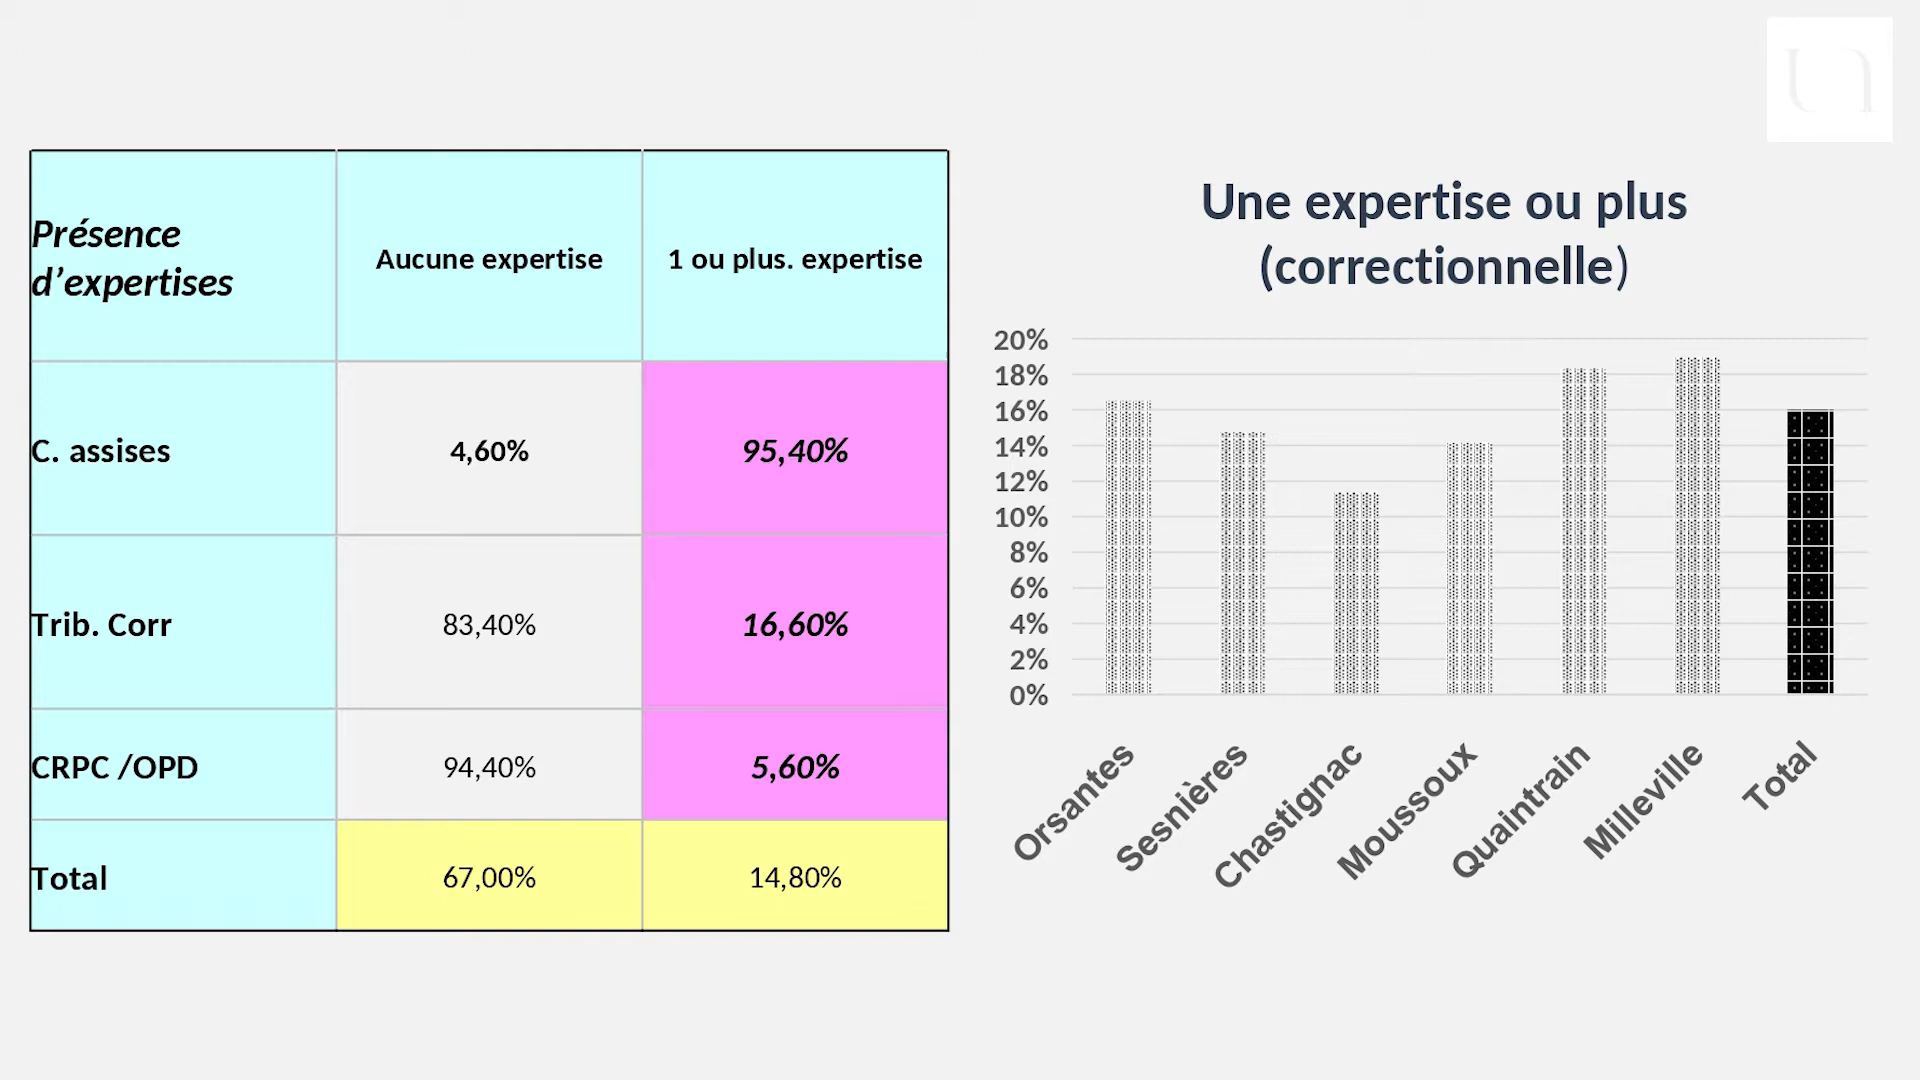 Présence
d’expertises
Aucune expertise
1 ou plus. expertise
C. assises
4,60%
95,40%
Trib. Corr
83,40%
16,60%
CRPC /OPD
94,40%
5,60%
Total
67,00%
14,80%
Une expertise ou plus
(correctionnelle)
20%
18%
16%
14%
12%
10%
8%
6%
4%
2%
0%
Orsantes
Sesnières
Chastignac
Moussoux
Quaintrain
Milleville
Total